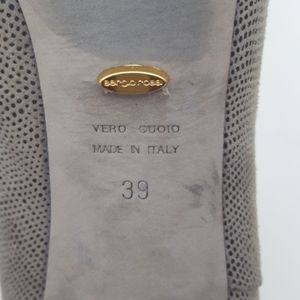 sergio rossi
VERO CUOIO
MADE IN ITALY
39